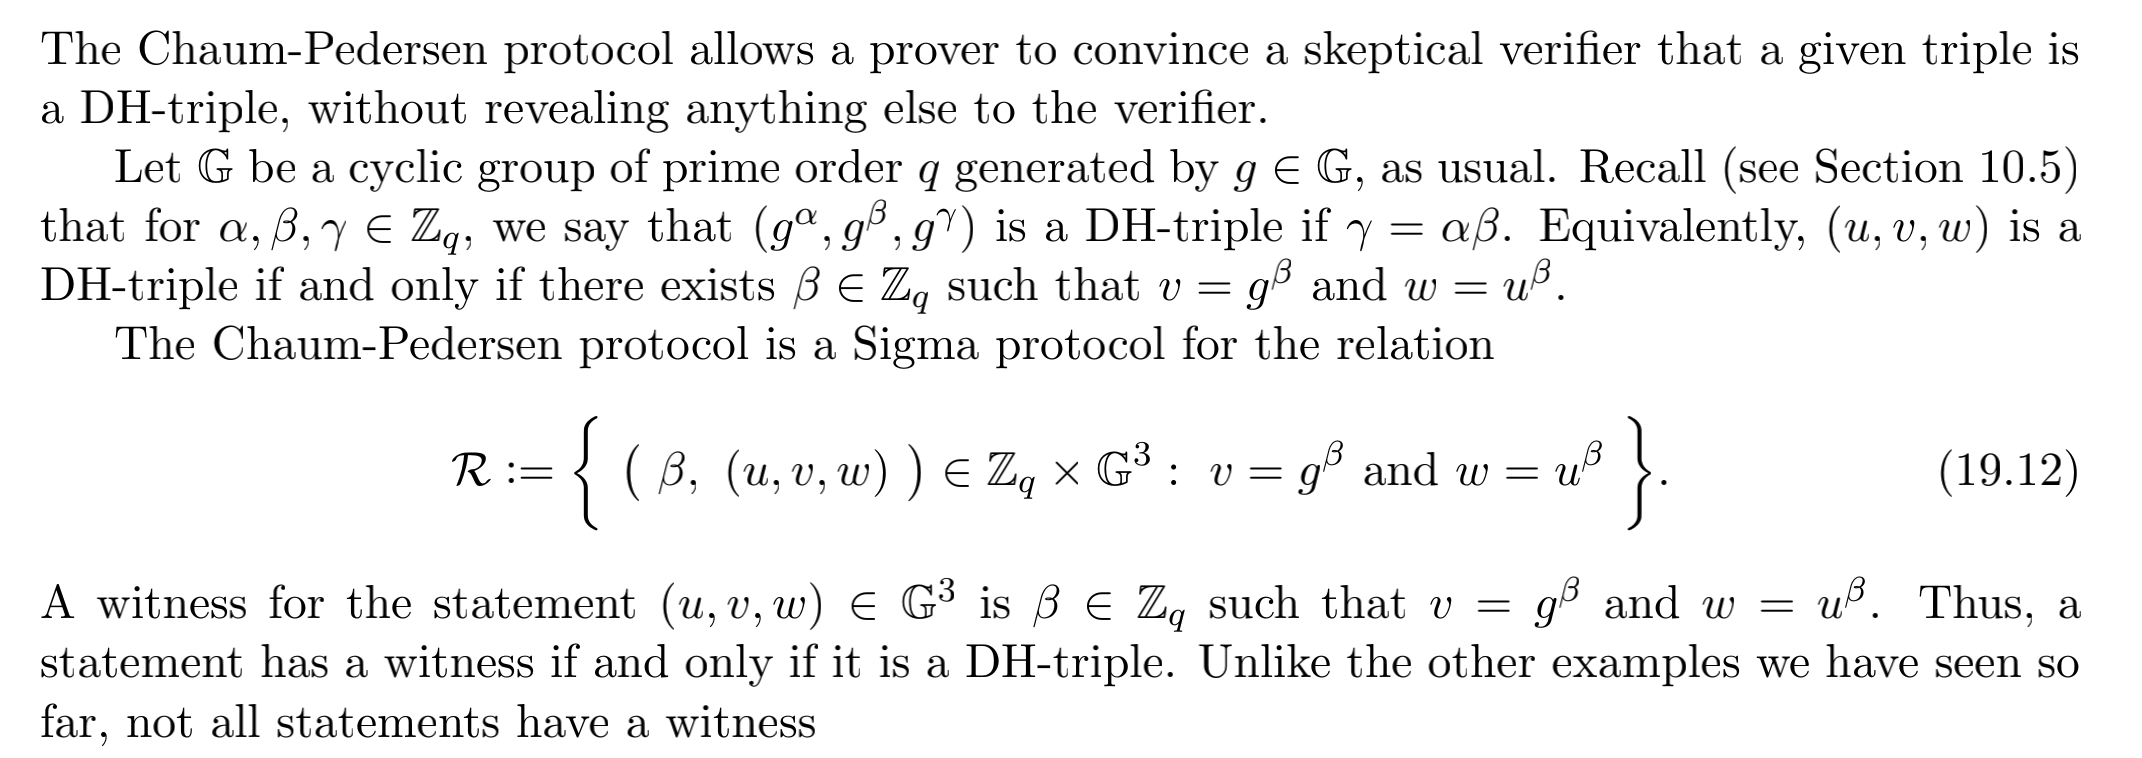 The Chaum-Pedersen protocol allows a prover to convince a skeptical verifier that a given triple is
a DH-triple, without revealing anything else to the verifier.
Let 𝔾 be a cyclic group of prime order q generated by g ∈ 𝔾, as usual. Recall (see Section 10.5)
that for α, β, γ ∈ ℤ_q, we say that (g^α, g^β, g^γ) is a DH-triple if γ = αβ. Equivalently, (u, v, w) is a
DH-triple if and only if there exists β ∈ ℤ_q such that v = g^β and w = u^β.
The Chaum-Pedersen protocol is a Sigma protocol for the relation
ℛ := { ( β, (u, v, w) ) ∈ ℤ_q × 𝔾³ : v = g^β and w = u^β }. (19.12)
A witness for the statement (u, v, w) ∈ 𝔾³ is β ∈ ℤ_q such that v = g^β and w = u^β. Thus, a
statement has a witness if and only if it is a DH-triple. Unlike the other examples we have seen so
far, not all statements have a witness